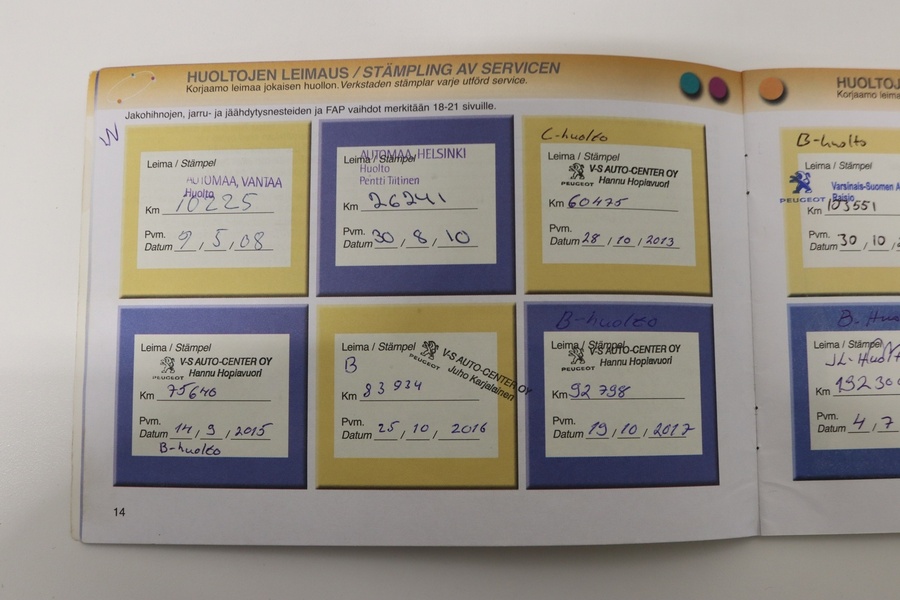 HUOLTOJEN LEIMAUS / STÄMPLING AV SERVICEN
Korjaamo leimaa jokaisen huollon. Verkstaden stämplar varje utförd service.
Jakohihnojen, jarru- ja jäähdytysnesteiden ja FAP vaihdot merkitään 18-21 sivuille.
Leima / Stämpel
AUTOMAA, VANTAA
Huolto
Km 10225
Pvm.
Datum 9 / 5 / 08
Leima / Stämpel
AUTOMAA, HELSINKI
Huolto
Pentti Tiitinen
Km 26241
Pvm.
Datum 30 / 8 / 10
C-huolto
Leima / Stämpel
PEUGEOT
V-S AUTO-CENTER OY
Hannu Hopiavuori
Km 60475
Pvm.
Datum 28 / 10 / 2013
Leima / Stämpel
PEUGEOT
V-S AUTO-CENTER OY
Hannu Hopiavuori
Km 75640
Pvm.
Datum 14 / 9 / 2015
B-huolto
Leima / Stämpel
B
PEUGEOT
V-S AUTO-CENTER OY
Juho Karjalainen
Km 83924
Pvm.
Datum 25 / 10 / 2016
B-huolto
Leima / Stämpel
PEUGEOT
V-S AUTO-CENTER OY
Hannu Hopiavuori
Km 92798
Pvm.
Datum 19 / 10 / 2017
14
HUOLTOJ
Korjaamo leima
B-huolto
Leima / Stämpel
PEUGEOT
Varsinais-Suomen A
Raisio
Km 103551
Pvm.
Datum 30 / 10 /
B-Huo
Leima / Stämpel
Km 19230
Pvm.
Datum 4 / 7